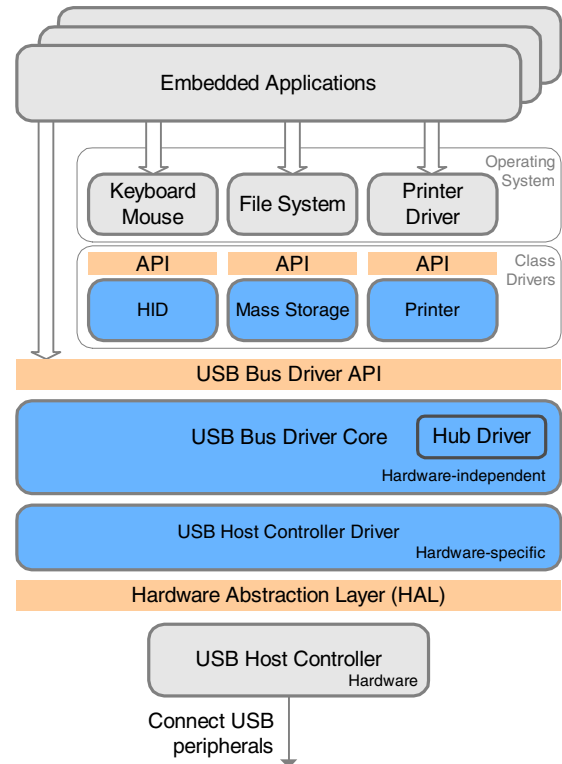 Embedded Applications
Operating
System
Keyboard
Mouse
File System
Printer
Driver
API
API
API
Class
Drivers
HID
Mass Storage
Printer
USB Bus Driver API
USB Bus Driver Core
Hub Driver
Hardware-independent
USB Host Controller Driver
Hardware-specific
Hardware Abstraction Layer (HAL)
USB Host Controller
Hardware
Connect USB
peripherals